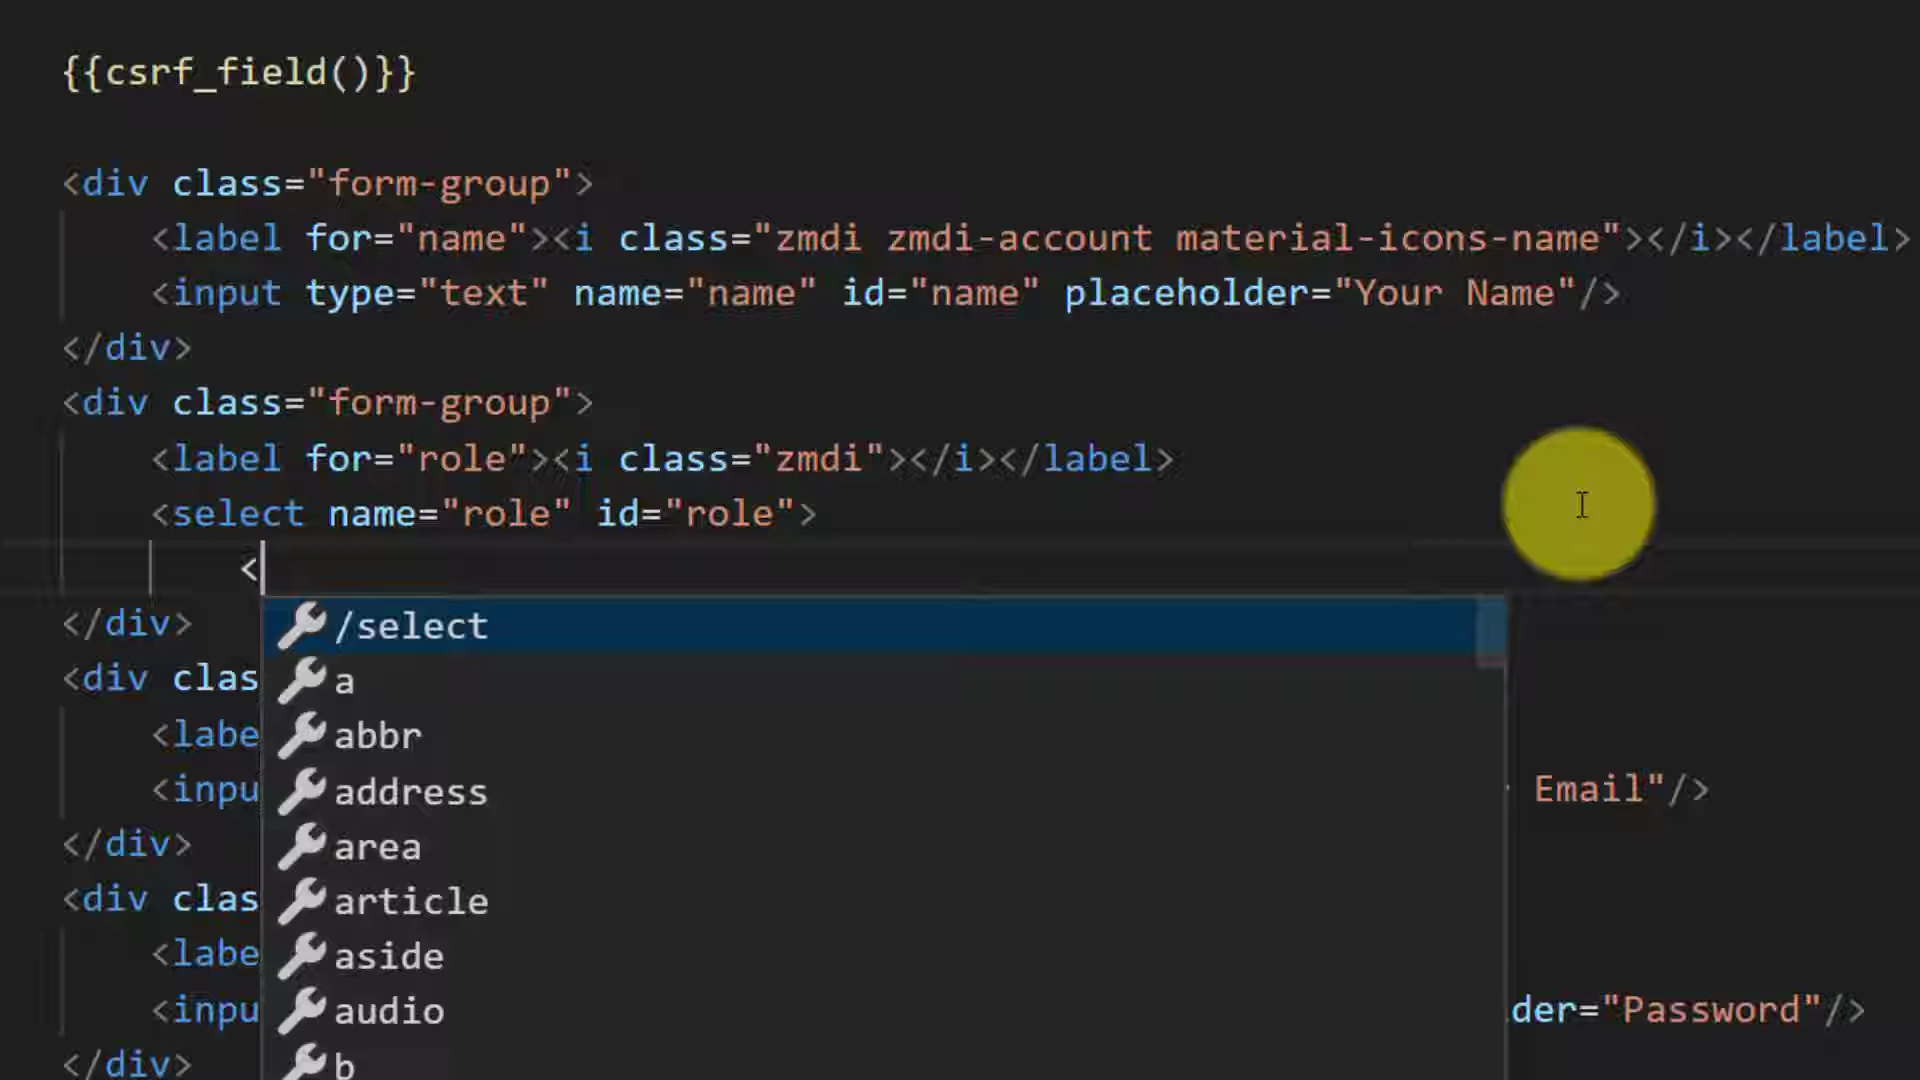 {{csrf_field()}}
<div class="form-group">
<label for="name"><i class="zmdi zmdi-account material-icons-name"></i></label>
<input type="text" name="name" id="name" placeholder="Your Name"/>
</div>
<div class="form-group">
<label for="role"><i class="zmdi"></i></label>
<select name="role" id="role">
<
</div>
/select
<div clas
a
<labe
abbr
<inpu
address
Email"/>
</div>
area
<div clas
article
<labe
aside
<inpu
audio
der="Password"/>
</div>
b